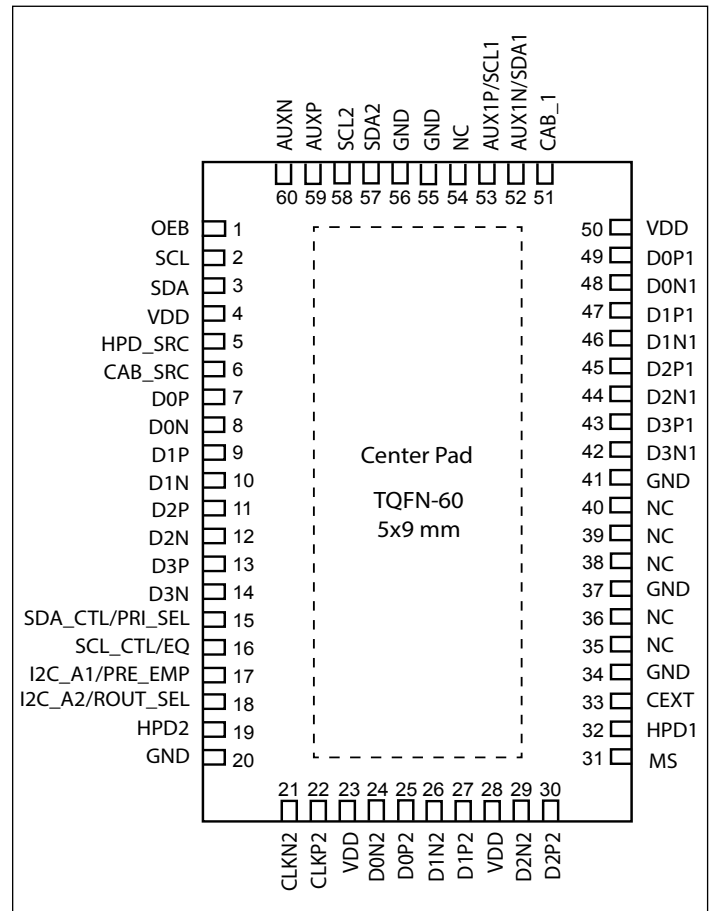 AUXN
AUXP
SCL2
SDA2
GND
GND
NC
AUX1P/SCL1
AUX1N/SDA1
CAB_1
60 59 58 57 56 55 54 53 52 51
OEB 1
SCL 2
SDA 3
VDD 4
HPD_SRC 5
CAB_SRC 6
D0P 7
D0N 8
D1P 9
D1N 10
D2P 11
D2N 12
D3P 13
D3N 14
SDA_CTL/PRI_SEL 15
SCL_CTL/EQ 16
I2C_A1/PRE_EMP 17
I2C_A2/ROUT_SEL 18
HPD2 19
GND 20
Center Pad
TQFN-60
5x9 mm
50 VDD
49 D0P1
48 D0N1
47 D1P1
46 D1N1
45 D2P1
44 D2N1
43 D3P1
42 D3N1
41 GND
40 NC
39 NC
38 NC
37 GND
36 NC
35 NC
34 GND
33 CEXT
32 HPD1
31 MS
21 22 23 24 25 26 27 28 29 30
CLKN2
CLKP2
VDD
D0N2
D0P2
D1N2
D1P2
VDD
D2N2
D2P2